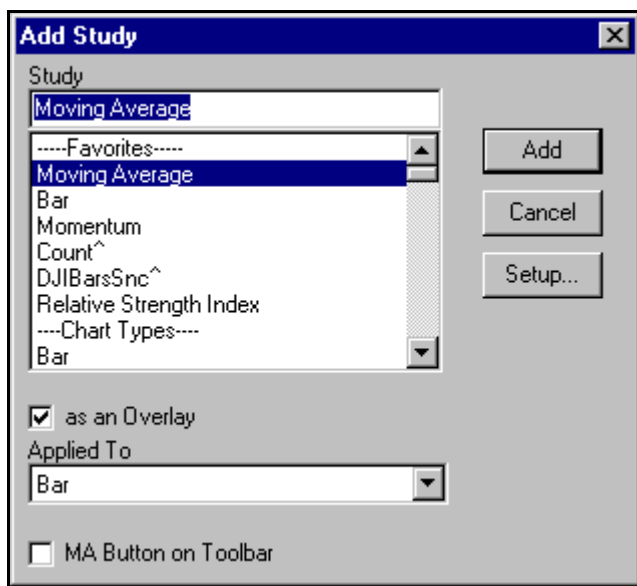 Add Study
Study
Moving Average
-----Favorites-----
Moving Average
Bar
Momentum
Count^
DJIBarsSnc^
Relative Strength Index
----Chart Types----
Bar
Add
Cancel
Setup...
as an Overlay
Applied To
Bar
MA Button on Toolbar